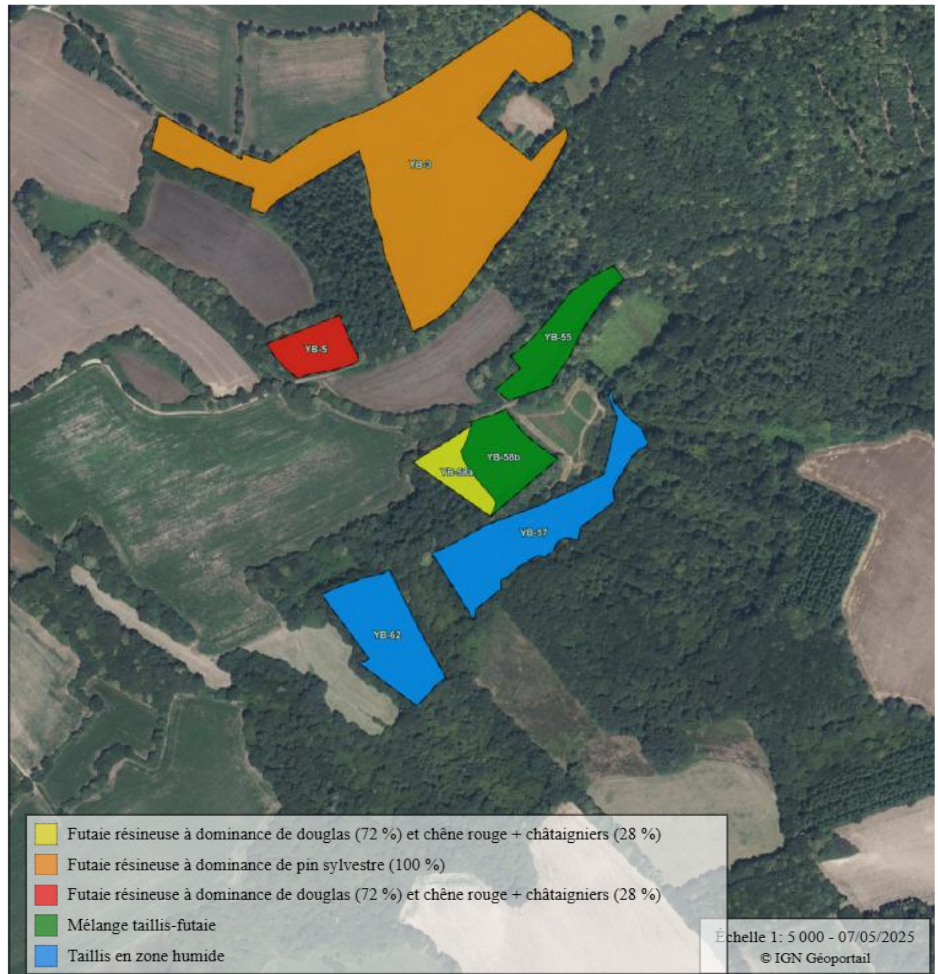 YB-3
YB-55
YB-5
YB-58a
YB-58b
YB-57
YB-62
Futaie résineuse à dominance de douglas (72 %) et chêne rouge + châtaigniers (28 %)
Futaie résineuse à dominance de pin sylvestre (100 %)
Futaie résineuse à dominance de douglas (72 %) et chêne rouge + châtaigniers (28 %)
Mélange taillis-futaie
Taillis en zone humide
Échelle 1: 5 000 - 07/05/2025
© IGN Géoportail